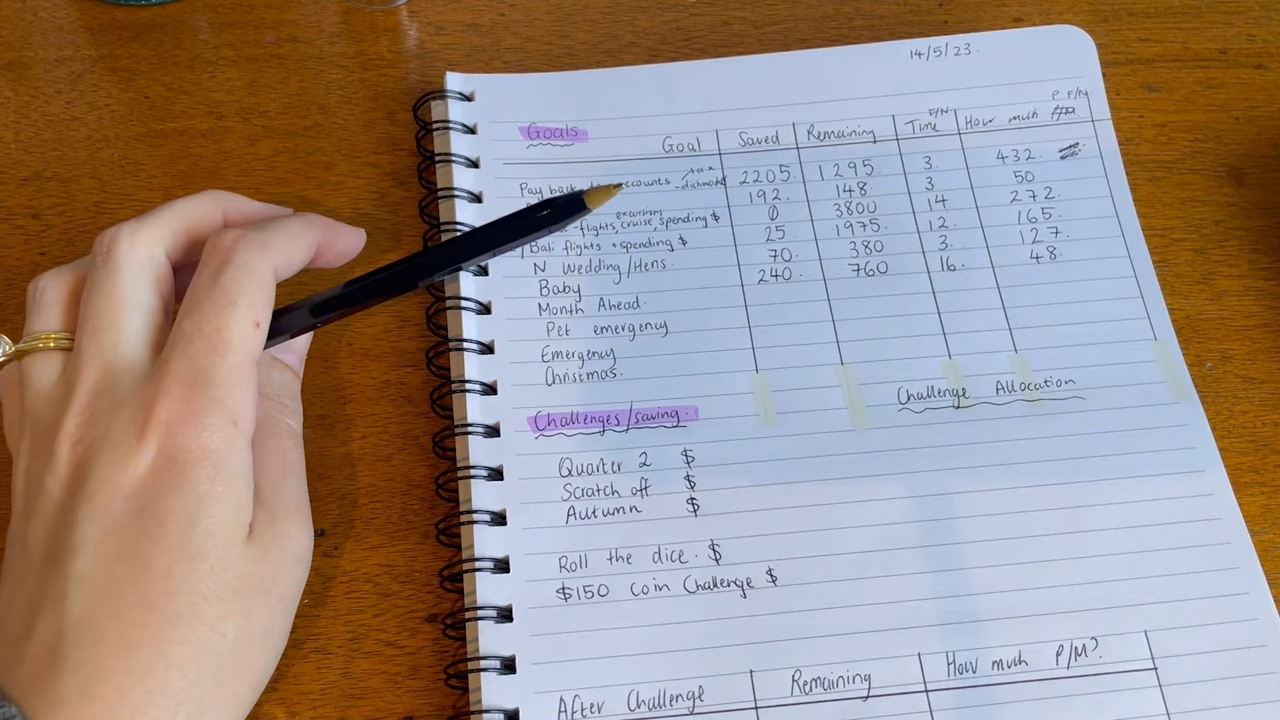 14/5/23.
Goals
Goal Saved Remaining F/N Time How much P F/N
Pay back accounts - tax 2205. 1295. 3. 432.
192. 148. 3 50
-flights, excursions cruise, spending $ 0 3800 14 272.
Bali flights + spending $ 25 1975. 12. 165.
N Wedding/Hens. 70. 380 3. 127.
Baby 240. 760 16. 48.
Month Ahead.
Pet emergency
Emergency
Christmas.
Challenges/saving. Challenge Allocation
Quarter 2 $
Scratch off $
Autumn $
Roll the dice. $
$150 Coin Challenge $
After Challenge Remaining How much P/M?